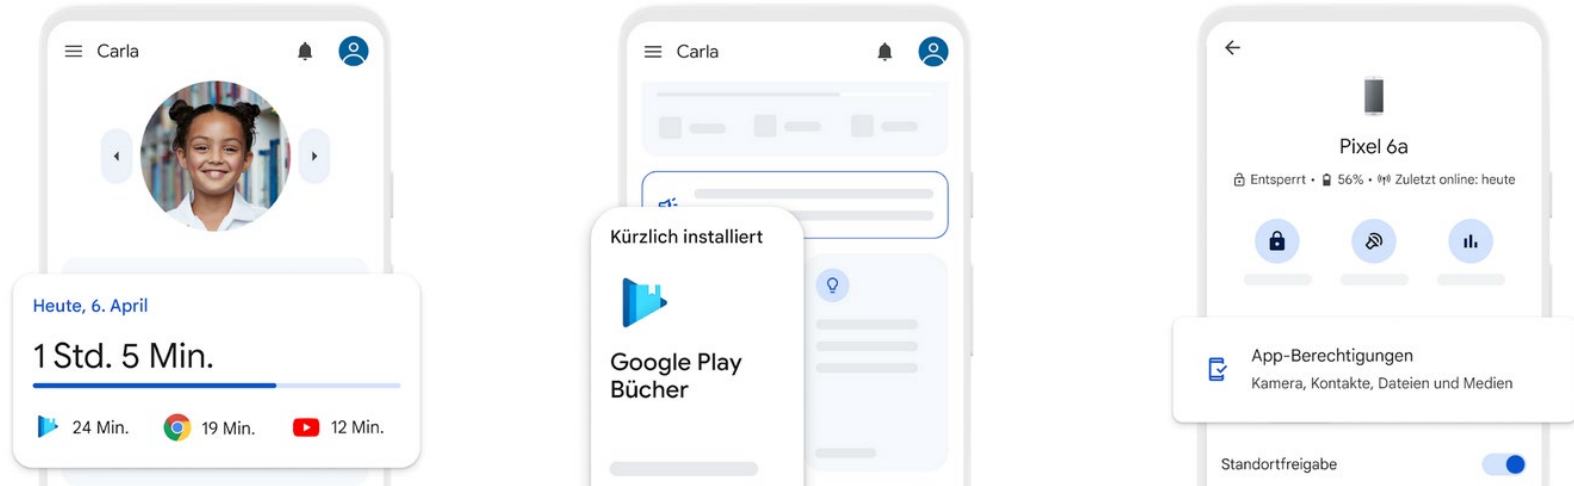 Carla
Heute, 6. April
1 Std. 5 Min.
24 Min. 19 Min. 12 Min.
Carla
Kürzlich installiert
Google Play
Bücher
Pixel 6a
Entsperrt • 56% • Zuletzt online: heute
App-Berechtigungen
Kamera, Kontakte, Dateien und Medien
Standortfreigabe